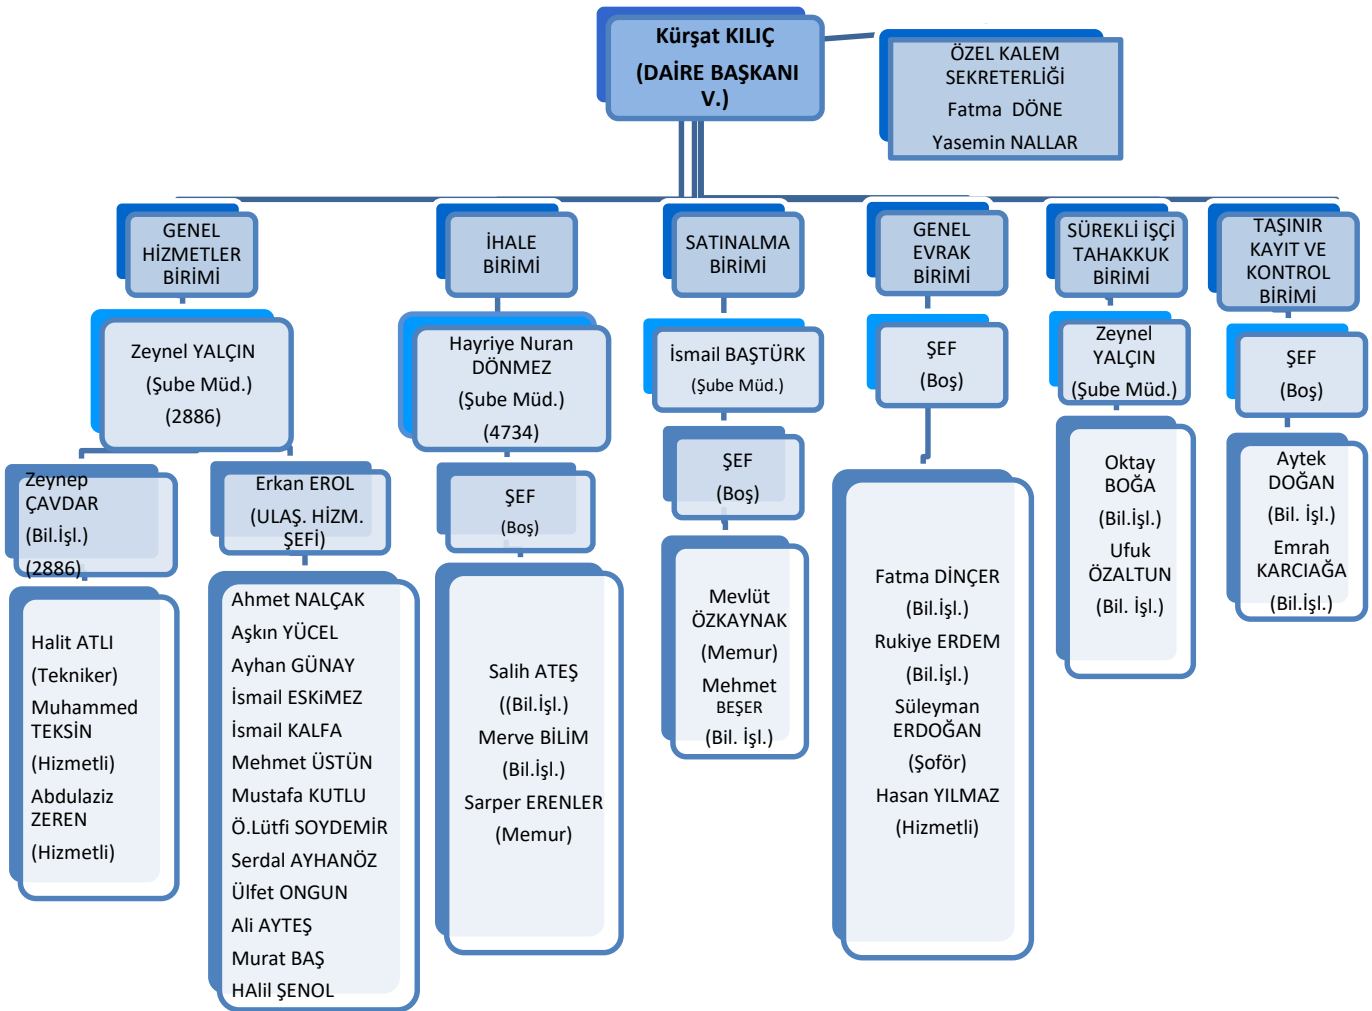 Kürşat KILIÇ
(DAİRE BAŞKANI
V.)
ÖZEL KALEM
SEKRETERLİĞİ
Fatma DÖNE
Yasemin NALLAR
GENEL
HİZMETLER
BİRİMİ
Zeynel YALÇIN
(Şube Müd.)
(2886)
Zeynep
ÇAVDAR
(Bil.İşl.)
(2886)
Halit ATLI
(Tekniker)
Muhammed
TEKSİN
(Hizmetli)
Abdulaziz
ZEREN
(Hizmetli)
Erkan EROL
(ULAŞ. HİZM.
ŞEFİ)
Ahmet NALÇAK
Aşkın YÜCEL
Ayhan GÜNAY
İsmail ESKiMEZ
İsmail KALFA
Mehmet ÜSTÜN
Mustafa KUTLU
Ö.Lütfi SOYDEMİR
Serdal AYHANÖZ
Ülfet ONGUN
Ali AYTEŞ
Murat BAŞ
HAlil ŞENOL
İHALE
BİRİMİ
Hayriye Nuran
DÖNMEZ
(Şube Müd.)
(4734)
ŞEF
(Boş)
Salih ATEŞ
((Bil.İşl.)
Merve BİLİM
(Bil.İşl.)
Sarper ERENLER
(Memur)
SATINALMA
BİRİMİ
İsmail BAŞTÜRK
(Şube Müd.)
ŞEF
(Boş)
Mevlüt
ÖZKAYNAK
(Memur)
Mehmet
BEŞER
(Bil. İşl.)
GENEL
EVRAK
BİRİMİ
ŞEF
(Boş)
Fatma DİNÇER
(Bil.İşl.)
Rukiye ERDEM
(Bil.İşl.)
Süleyman
ERDOĞAN
(Şoför)
Hasan YILMAZ
(Hizmetli)
SÜREKLİ İŞÇİ
TAHAKKUK
BİRİMİ
Zeynel
YALÇIN
(Şube Müd.)
Oktay
BOĞA
(Bil.İşl.)
Ufuk
ÖZALTUN
(Bil. İşl.)
TAŞINIR
KAYIT VE
KONTROL
BİRİMİ
ŞEF
(Boş)
Aytek
DOĞAN
(Bil. İşl.)
Emrah
KARCIAĞA
(Bil.İşl.)